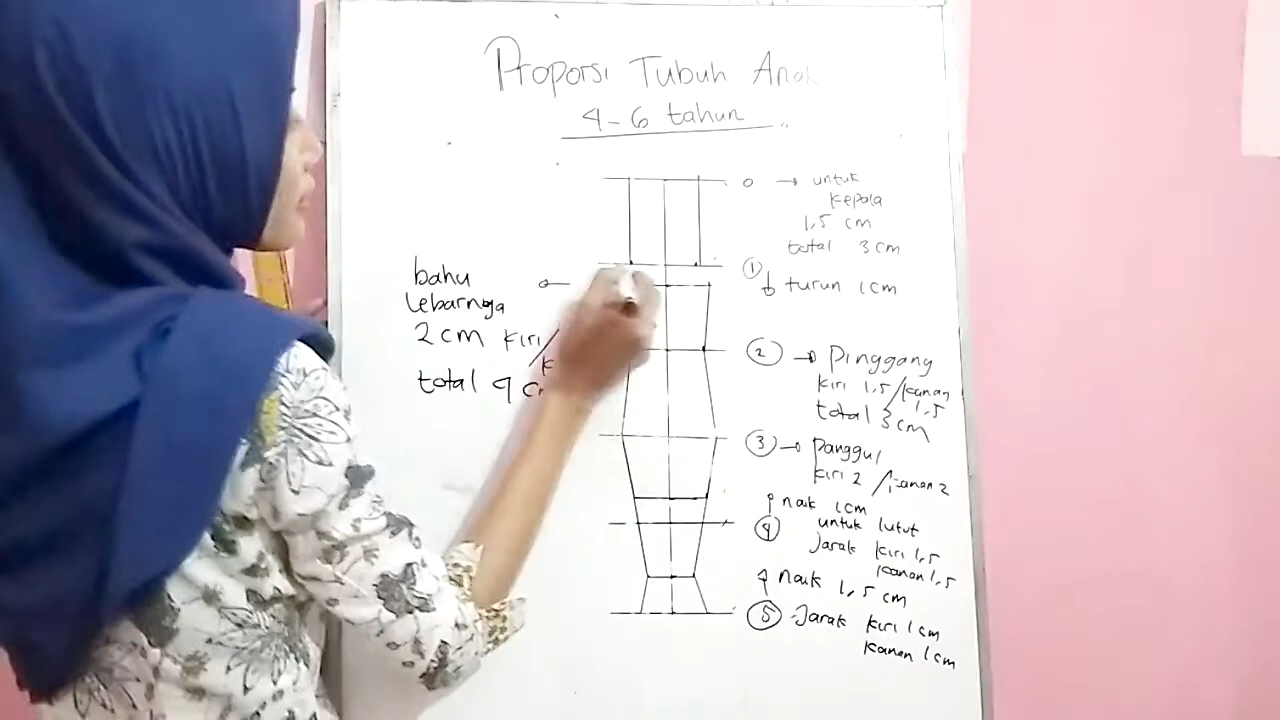 Proporsi Tubuh Anak
4-6 tahun
0 → untuk
kepala
1,5 cm
total 3 cm
bahu
lebarnya
2 cm kiri/
total 4
1 turun 1 cm
2 → Pinggang
kiri 1,5 / kanan
1,5
total 3 cm
3 → Panggul
kiri 2 / kanan 2
naik 1 cm
4 untuk lutut
Jarak kiri 1,5
kanan 1,5
naik 1,5 cm
5 Jarak kiri 1 cm
kanan 1 cm